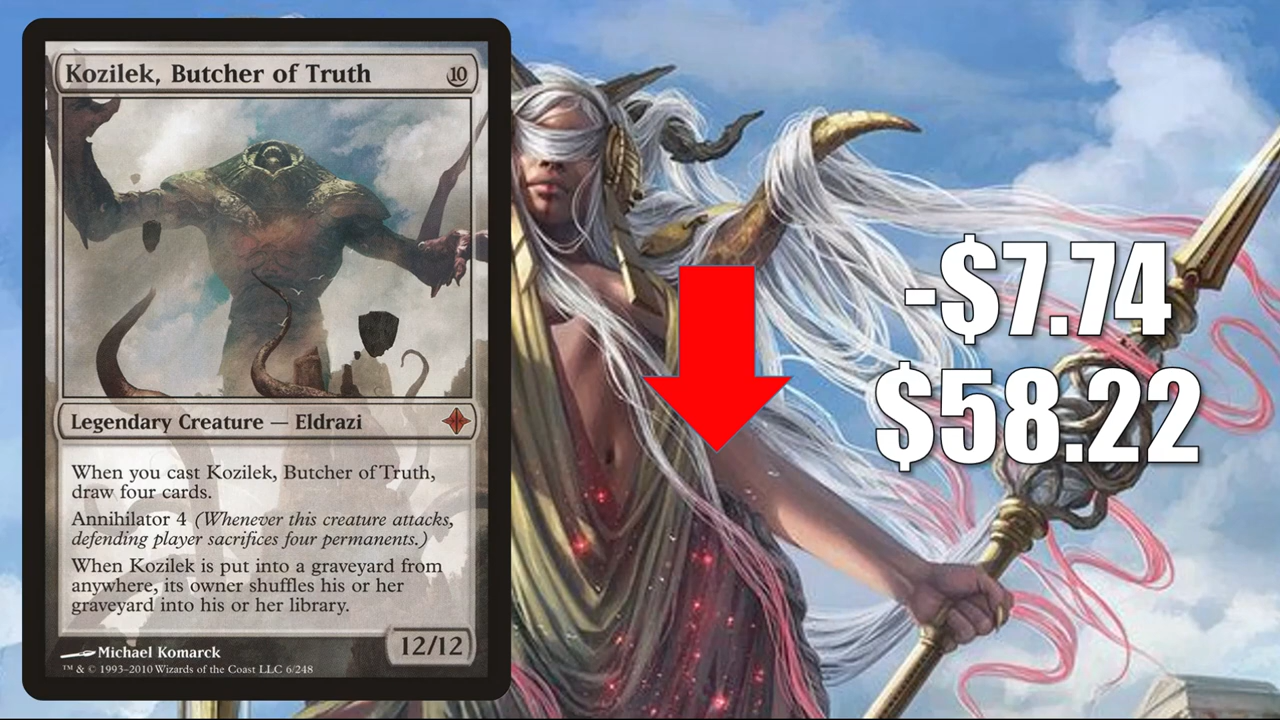 Kozilek, Butcher of Truth 10
Legendary Creature — Eldrazi
When you cast Kozilek, Butcher of Truth,
draw four cards.
Annihilator 4 (Whenever this creature attacks,
defending player sacrifices four permanents.)
When Kozilek is put into a graveyard from
anywhere, its owner shuffles his or her
graveyard into his or her library.
12/12
Michael Komarck
™ & © 1993–2010 Wizards of the Coast LLC 6/248
-$7.74
$58.22